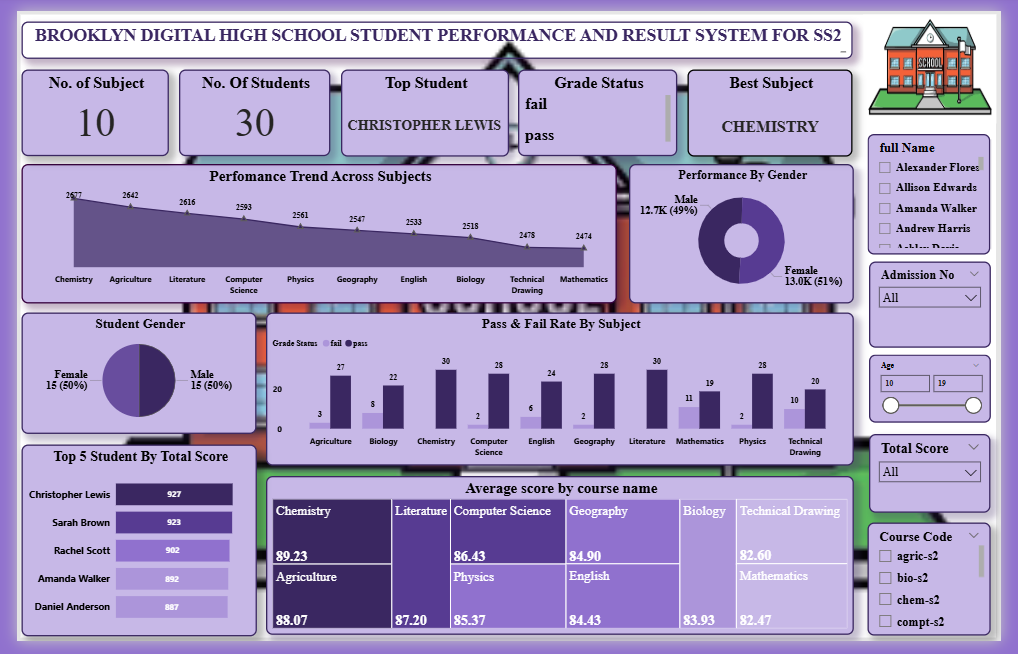 BROOKLYN DIGITAL HIGH SCHOOL STUDENT PERFORMANCE AND RESULT SYSTEM FOR SS2
SCHOOL
No. of Subject
10
No. Of Students
30
Top Student
CHRISTOPHER LEWIS
Grade Status
fail
pass
Best Subject
CHEMISTRY
Perfomance Trend Across Subjects
2677
2642
2616
2593
2561
2547
2533
2518
2478
2474
Chemistry
Agriculture
Literature
Computer
Science
Physics
Geography
English
Biology
Technical
Drawing
Mathematics
Performance By Gender
Male
12.7K (49%)
Female
13.0K (51%)
full Name
Alexander Flores
Allison Edwards
Amanda Walker
Andrew Harris
Admission No
All
Age
10
19
Total Score
All
Course Code
agric-s2
bio-s2
chem-s2
compt-s2
Student Gender
Female
15 (50%)
Male
15 (50%)
Pass & Fail Rate By Subject
Grade Status fail pass
20
0
3
27
8
22
30
2
28
6
24
2
28
30
11
19
2
28
10
20
Agriculture
Biology
Chemistry
Computer
Science
English
Geography
Literature
Mathematics
Physics
Technical
Drawing
Top 5 Student By Total Score
Christopher Lewis 927
Sarah Brown 923
Rachel Scott 902
Amanda Walker 892
Daniel Anderson 887
Average score by course name
Chemistry
89.23
Agriculture
88.07
Literature
87.20
Computer Science
86.43
Physics
85.37
Geography
84.90
English
84.43
Biology
83.93
Technical Drawing
82.60
Mathematics
82.47